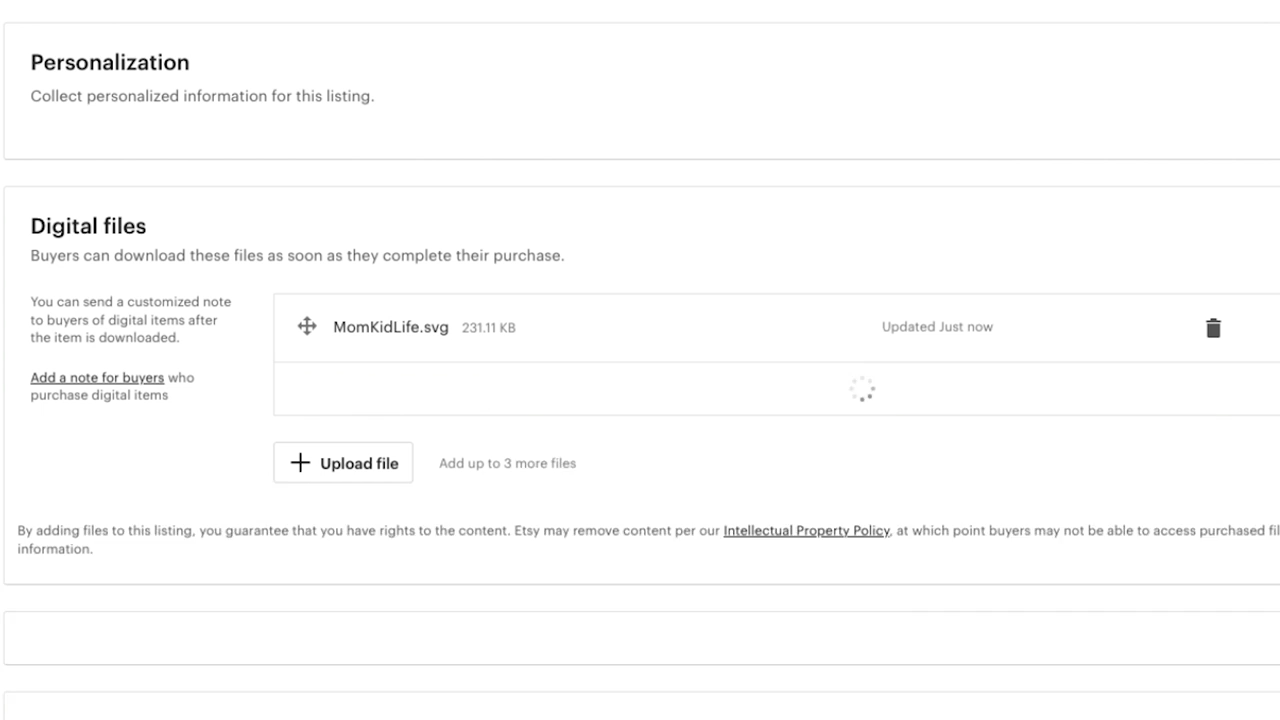 Personalization
Collect personalized information for this listing.
Digital files
Buyers can download these files as soon as they complete their purchase.
You can send a customized note
to buyers of digital items after
the item is downloaded.
Add a note for buyers who
purchase digital items
MomKidLife.svg 231.11 KB Updated Just now
Upload file Add up to 3 more files
By adding files to this listing, you guarantee that you have rights to the content. Etsy may remove content per our Intellectual Property Policy, at which point buyers may not be able to access purchased fil
information.